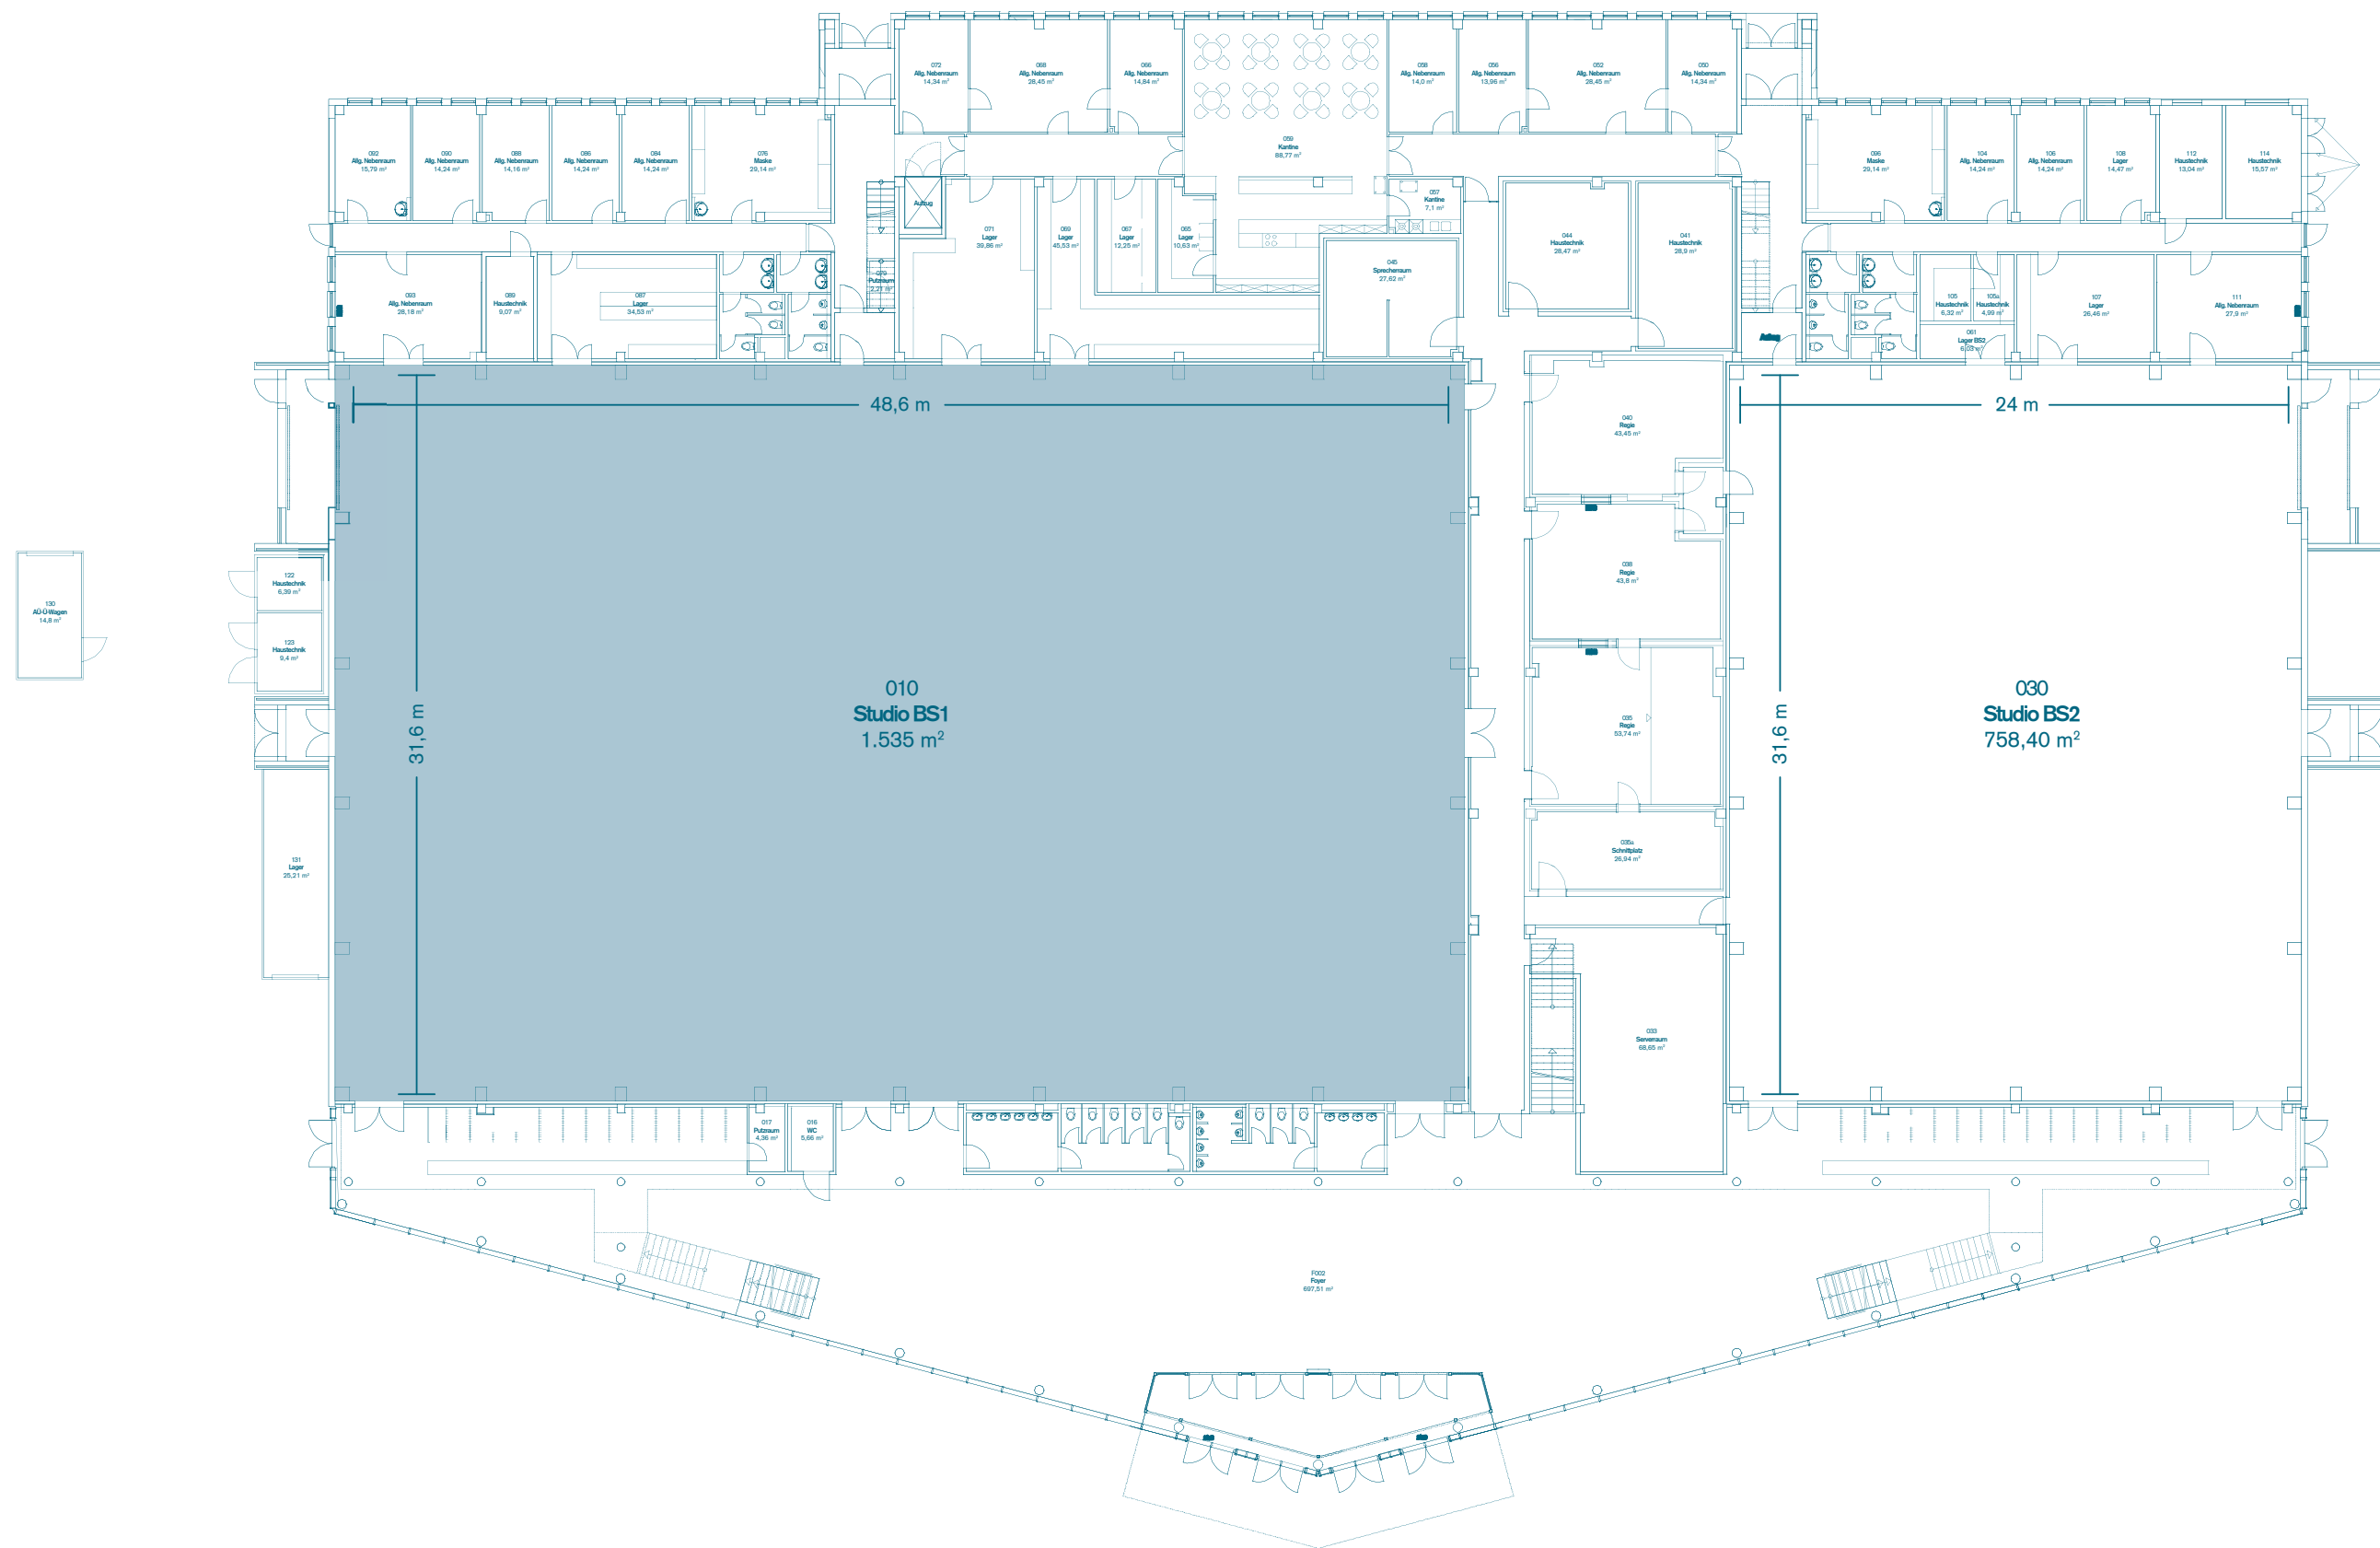 072
Allg. Nebenraum
14,34 m²
068
Allg. Nebenraum
28,45 m²
066
Allg. Nebenraum
14,84 m²
058
Allg. Nebenraum
14,0 m²
056
Allg. Nebenraum
13,96 m²
052
Allg. Nebenraum
28,45 m²
050
Allg. Nebenraum
14,34 m²
059
Kantine
88,77 m²
092
Allg. Nebenraum
15,79 m²
090
Allg. Nebenraum
14,24 m²
088
Allg. Nebenraum
14,16 m²
086
Allg. Nebenraum
14,24 m²
084
Allg. Nebenraum
14,24 m²
076
Maske
29,14 m²
096
Maske
29,14 m²
104
Allg. Nebenraum
14,24 m²
106
Allg. Nebenraum
14,24 m²
108
Lager
14,47 m²
112
Haustechnik
13,04 m²
114
Haustechnik
15,57 m²
Aufzug
057
Kantine
7,1 m²
071
Lager
39,86 m²
069
Lager
45,53 m²
067
Lager
12,25 m²
065
Lager
10,63 m²
044
Haustechnik
28,47 m²
041
Haustechnik
28,9 m²
045
Sprecherraum
27,62 m²
079
Putzraum
2,21 m²
093
Allg. Nebenraum
28,18 m²
089
Haustechnik
9,07 m²
087
Lager
34,53 m²
105
Haustechnik
6,32 m²
105a
Haustechnik
4,99 m²
107
Lager
26,46 m²
111
Allg. Nebenraum
27,9 m²
061
Lager BS2
6,03 m²
48,6 m
24 m
040
Regie
43,45 m²
038
Regie
43,8 m²
122
Haustechnik
6,39 m²
130
AÜ-Ü-Wagen
14,8 m²
123
Haustechnik
9,4 m²
31,6 m
010
Studio BS1
1.535 m²
035
Regie
53,74 m²
31,6 m
030
Studio BS2
758,40 m²
035a
Schnittplatz
26,94 m²
131
Lager
25,21 m²
033
Serverraum
68,65 m²
017
Putzraum
4,36 m²
016
WC
5,66 m²
F002
Foyer
697,51 m²